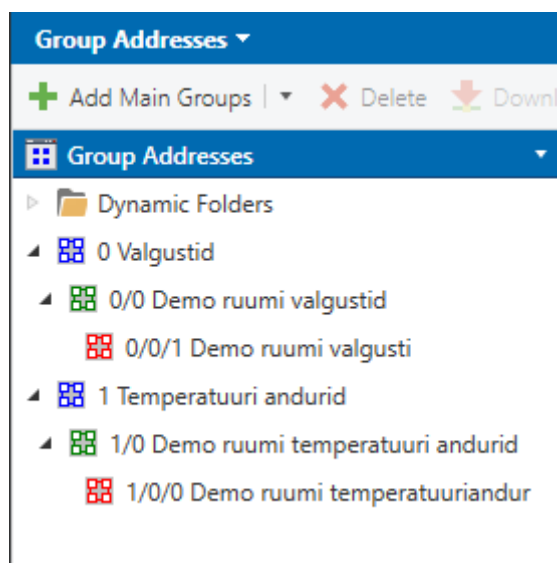 Group Addresses
Add Main Groups Delete
Group Addresses
Dynamic Folders
0 Valgustid
0/0 Demo ruumi valgustid
0/0/1 Demo ruumi valgusti
1 Temperatuuri andurid
1/0 Demo ruumi temperatuuri andurid
1/0/0 Demo ruumi temperatuuriandur